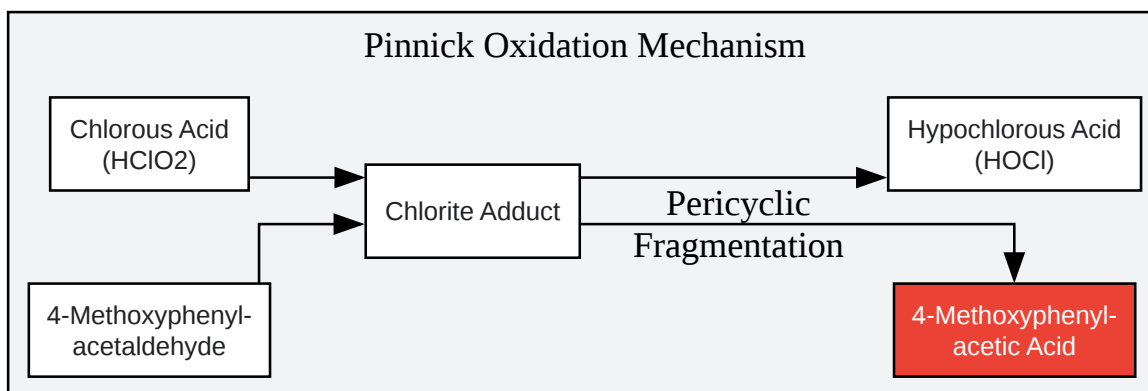 Pinnick Oxidation Mechanism
Chlorous Acid
(HClO2)
Hypochlorous Acid
(HOCl)
Chlorite Adduct
Pericyclic
Fragmentation
4-Methoxyphenyl-
acetaldehyde
4-Methoxyphenyl-
acetic Acid